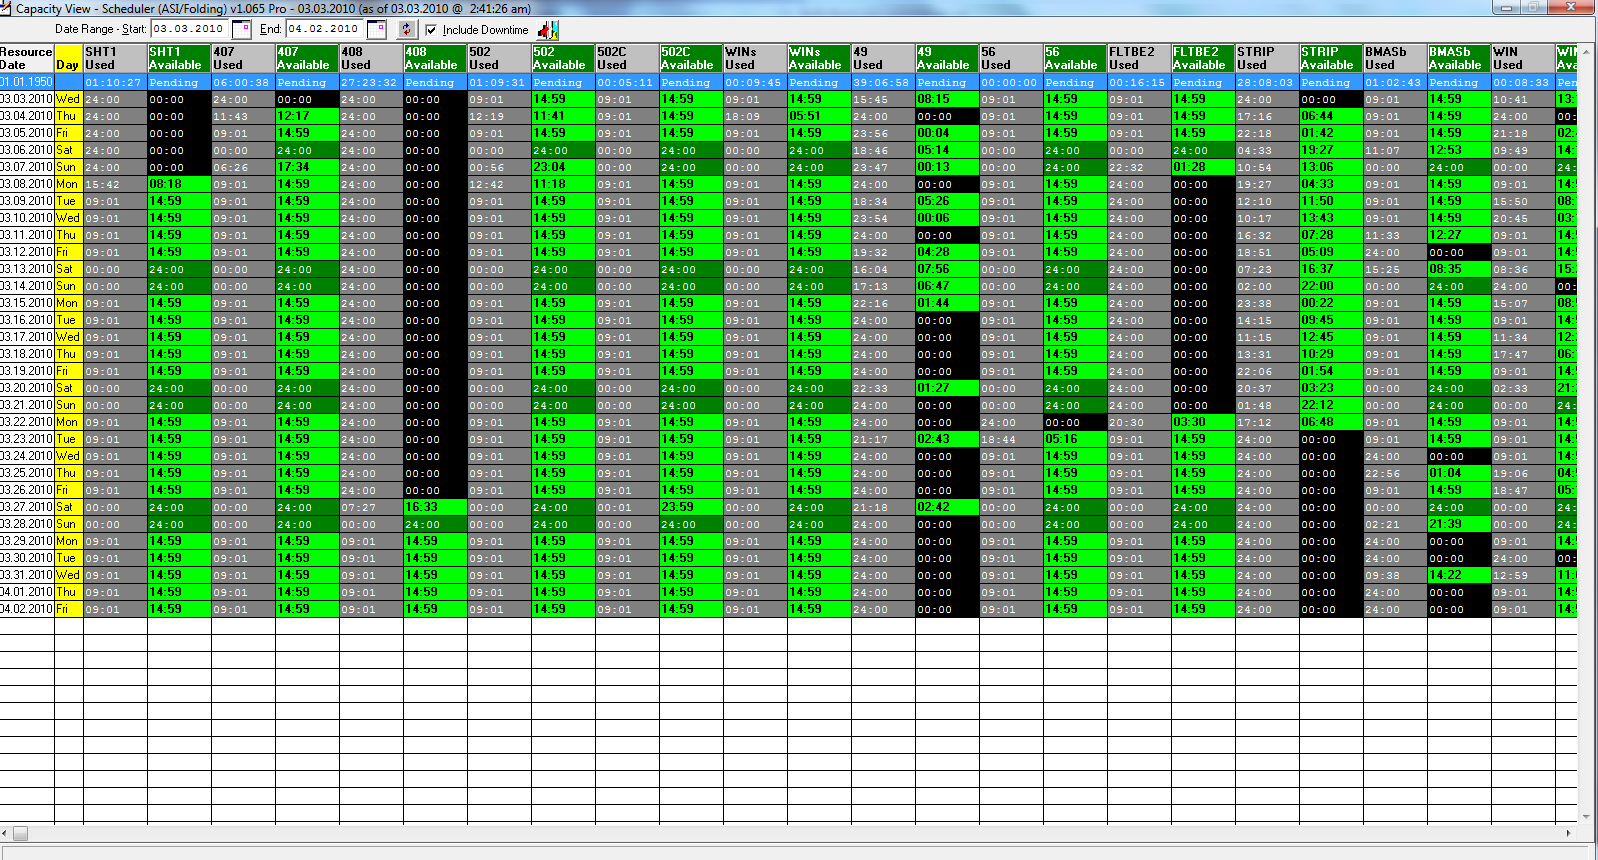 Capacity View - Scheduler (ASI/Folding) v1.065 Pro - 03.03.2010 (as of 03.03.2010 @ 2:41:26 am)
Date Range - Start: 03.03.2010 End: 04.02.2010 Include Downtime
Resource SHT1 SHT1 407 407 408 408 502 502 502C 502C WINs WINs 49 49 56 56 FLTBE2 FLTBE2 STRIP STRIP BMASb BMASb WIN
Date Day Used Available Used Available Used Available Used Available Used Available Used Available Used Available Used Available Used Available Used Available Used Available Used
01.01.1950 01:10:27 Pending 06:00:38 Pending 27:23:32 Pending 01:09:31 Pending 00:05:11 Pending 00:09:45 Pending 39:06:58 Pending 00:00:00 Pending 00:16:15 Pending 28:08:03 Pending 01:02:43 Pending 00:08:33
03.03.2010 Wed 24:00 00:00 24:00 00:00 24:00 00:00 09:01 14:59 09:01 14:59 09:01 14:59 15:45 08:15 09:01 14:59 09:01 14:59 24:00 00:00 09:01 14:59 10:41
03.04.2010 Thu 24:00 00:00 11:43 12:17 24:00 00:00 12:19 11:41 09:01 14:59 18:09 05:51 24:00 00:00 09:01 14:59 09:01 14:59 17:16 06:44 09:01 14:59 24:00
03.05.2010 Fri 24:00 00:00 09:01 14:59 24:00 00:00 09:01 14:59 09:01 14:59 09:01 14:59 23:56 00:04 09:01 14:59 09:01 14:59 22:18 01:42 09:01 14:59 21:18
03.06.2010 Sat 24:00 00:00 00:00 24:00 24:00 00:00 00:00 24:00 00:00 24:00 00:00 24:00 18:46 05:14 00:00 24:00 00:00 24:00 04:33 19:27 11:07 12:53 09:49
03.07.2010 Sun 24:00 00:00 06:26 17:34 24:00 00:00 00:56 23:04 00:00 24:00 00:00 24:00 23:47 00:13 00:00 24:00 22:32 01:28 10:54 13:06 00:00 24:00 00:00
03.08.2010 Mon 15:42 08:18 09:01 14:59 24:00 00:00 12:42 11:18 09:01 14:59 09:01 14:59 24:00 00:00 09:01 14:59 24:00 00:00 19:27 04:33 09:01 14:59 09:01
03.09.2010 Tue 09:01 14:59 09:01 14:59 24:00 00:00 09:01 14:59 09:01 14:59 09:01 14:59 18:34 05:26 09:01 14:59 24:00 00:00 12:10 11:50 09:01 14:59 15:50
03.10.2010 Wed 09:01 14:59 09:01 14:59 24:00 00:00 09:01 14:59 09:01 14:59 09:01 14:59 23:54 00:06 09:01 14:59 24:00 00:00 10:17 13:43 09:01 14:59 20:45
03.11.2010 Thu 09:01 14:59 09:01 14:59 24:00 00:00 09:01 14:59 09:01 14:59 09:01 14:59 24:00 00:00 09:01 14:59 24:00 00:00 16:32 07:28 11:33 12:27 09:01
03.12.2010 Fri 09:01 14:59 09:01 14:59 24:00 00:00 09:01 14:59 09:01 14:59 09:01 14:59 19:32 04:28 09:01 14:59 24:00 00:00 18:51 05:09 24:00 00:00 09:01
03.13.2010 Sat 00:00 24:00 00:00 24:00 24:00 00:00 00:00 24:00 00:00 24:00 00:00 24:00 16:04 07:56 00:00 24:00 24:00 00:00 07:23 16:37 15:25 08:35 08:36
03.14.2010 Sun 00:00 24:00 00:00 24:00 24:00 00:00 00:00 24:00 00:00 24:00 00:00 24:00 17:13 06:47 00:00 24:00 24:00 00:00 02:00 22:00 00:00 24:00 24:00
03.15.2010 Mon 09:01 14:59 09:01 14:59 24:00 00:00 09:01 14:59 09:01 14:59 09:01 14:59 22:16 01:44 09:01 14:59 24:00 00:00 23:38 00:22 09:01 14:59 15:07
03.16.2010 Tue 09:01 14:59 09:01 14:59 24:00 00:00 09:01 14:59 09:01 14:59 09:01 14:59 24:00 00:00 09:01 14:59 24:00 00:00 14:15 09:45 09:01 14:59 09:01
03.17.2010 Wed 09:01 14:59 09:01 14:59 24:00 00:00 09:01 14:59 09:01 14:59 09:01 14:59 24:00 00:00 09:01 14:59 24:00 00:00 11:15 12:45 09:01 14:59 11:34
03.18.2010 Thu 09:01 14:59 09:01 14:59 24:00 00:00 09:01 14:59 09:01 14:59 09:01 14:59 24:00 00:00 09:01 14:59 24:00 00:00 13:31 10:29 09:01 14:59 17:47
03.19.2010 Fri 09:01 14:59 09:01 14:59 24:00 00:00 09:01 14:59 09:01 14:59 09:01 14:59 24:00 00:00 09:01 14:59 24:00 00:00 22:06 01:54 09:01 14:59 09:01
03.20.2010 Sat 00:00 24:00 00:00 24:00 24:00 00:00 00:00 24:00 00:00 24:00 00:00 24:00 22:33 01:27 00:00 24:00 24:00 00:00 20:37 03:23 00:00 24:00 02:33
03.21.2010 Sun 00:00 24:00 00:00 24:00 24:00 00:00 00:00 24:00 00:00 24:00 00:00 24:00 24:00 00:00 00:00 24:00 24:00 00:00 01:48 22:12 00:00 24:00 00:00
03.22.2010 Mon 09:01 14:59 09:01 14:59 24:00 00:00 09:01 14:59 09:01 14:59 09:01 14:59 24:00 00:00 24:00 00:00 20:30 03:30 17:12 06:48 09:01 14:59 09:01
03.23.2010 Tue 09:01 14:59 09:01 14:59 24:00 00:00 09:01 14:59 09:01 14:59 09:01 14:59 21:17 02:43 18:44 05:16 09:01 14:59 24:00 00:00 09:01 14:59 09:01
03.24.2010 Wed 09:01 14:59 09:01 14:59 24:00 00:00 09:01 14:59 09:01 14:59 09:01 14:59 24:00 00:00 09:01 14:59 09:01 14:59 24:00 00:00 24:00 00:00 09:01
03.25.2010 Thu 09:01 14:59 09:01 14:59 24:00 00:00 09:01 14:59 09:01 14:59 09:01 14:59 24:00 00:00 09:01 14:59 09:01 14:59 24:00 00:00 22:56 01:04 19:06
03.26.2010 Fri 09:01 14:59 09:01 14:59 24:00 00:00 09:01 14:59 09:01 14:59 09:01 14:59 24:00 00:00 09:01 14:59 09:01 14:59 24:00 00:00 09:01 14:59 18:47
03.27.2010 Sat 00:00 24:00 00:00 24:00 07:27 16:33 00:00 24:00 00:00 23:59 00:00 24:00 21:18 02:42 00:00 24:00 00:00 24:00 24:00 00:00 00:00 24:00 00:00
03.28.2010 Sun 00:00 24:00 00:00 24:00 00:00 24:00 00:00 24:00 00:00 24:00 00:00 24:00 24:00 00:00 00:00 24:00 00:00 24:00 24:00 00:00 02:21 21:39 00:00
03.29.2010 Mon 09:01 14:59 09:01 14:59 09:01 14:59 09:01 14:59 09:01 14:59 09:01 14:59 24:00 00:00 09:01 14:59 09:01 14:59 24:00 00:00 24:00 00:00 09:01
03.30.2010 Tue 09:01 14:59 09:01 14:59 09:01 14:59 09:01 14:59 09:01 14:59 09:01 14:59 24:00 00:00 09:01 14:59 09:01 14:59 24:00 00:00 24:00 00:00 24:00
03.31.2010 Wed 09:01 14:59 09:01 14:59 09:01 14:59 09:01 14:59 09:01 14:59 09:01 14:59 24:00 00:00 09:01 14:59 09:01 14:59 24:00 00:00 09:38 14:22 12:59
04.01.2010 Thu 09:01 14:59 09:01 14:59 09:01 14:59 09:01 14:59 09:01 14:59 09:01 14:59 24:00 00:00 09:01 14:59 09:01 14:59 24:00 00:00 24:00 00:00 09:01
04.02.2010 Fri 09:01 14:59 09:01 14:59 09:01 14:59 09:01 14:59 09:01 14:59 09:01 14:59 24:00 00:00 09:01 14:59 09:01 14:59 24:00 00:00 24:00 00:00 09:01